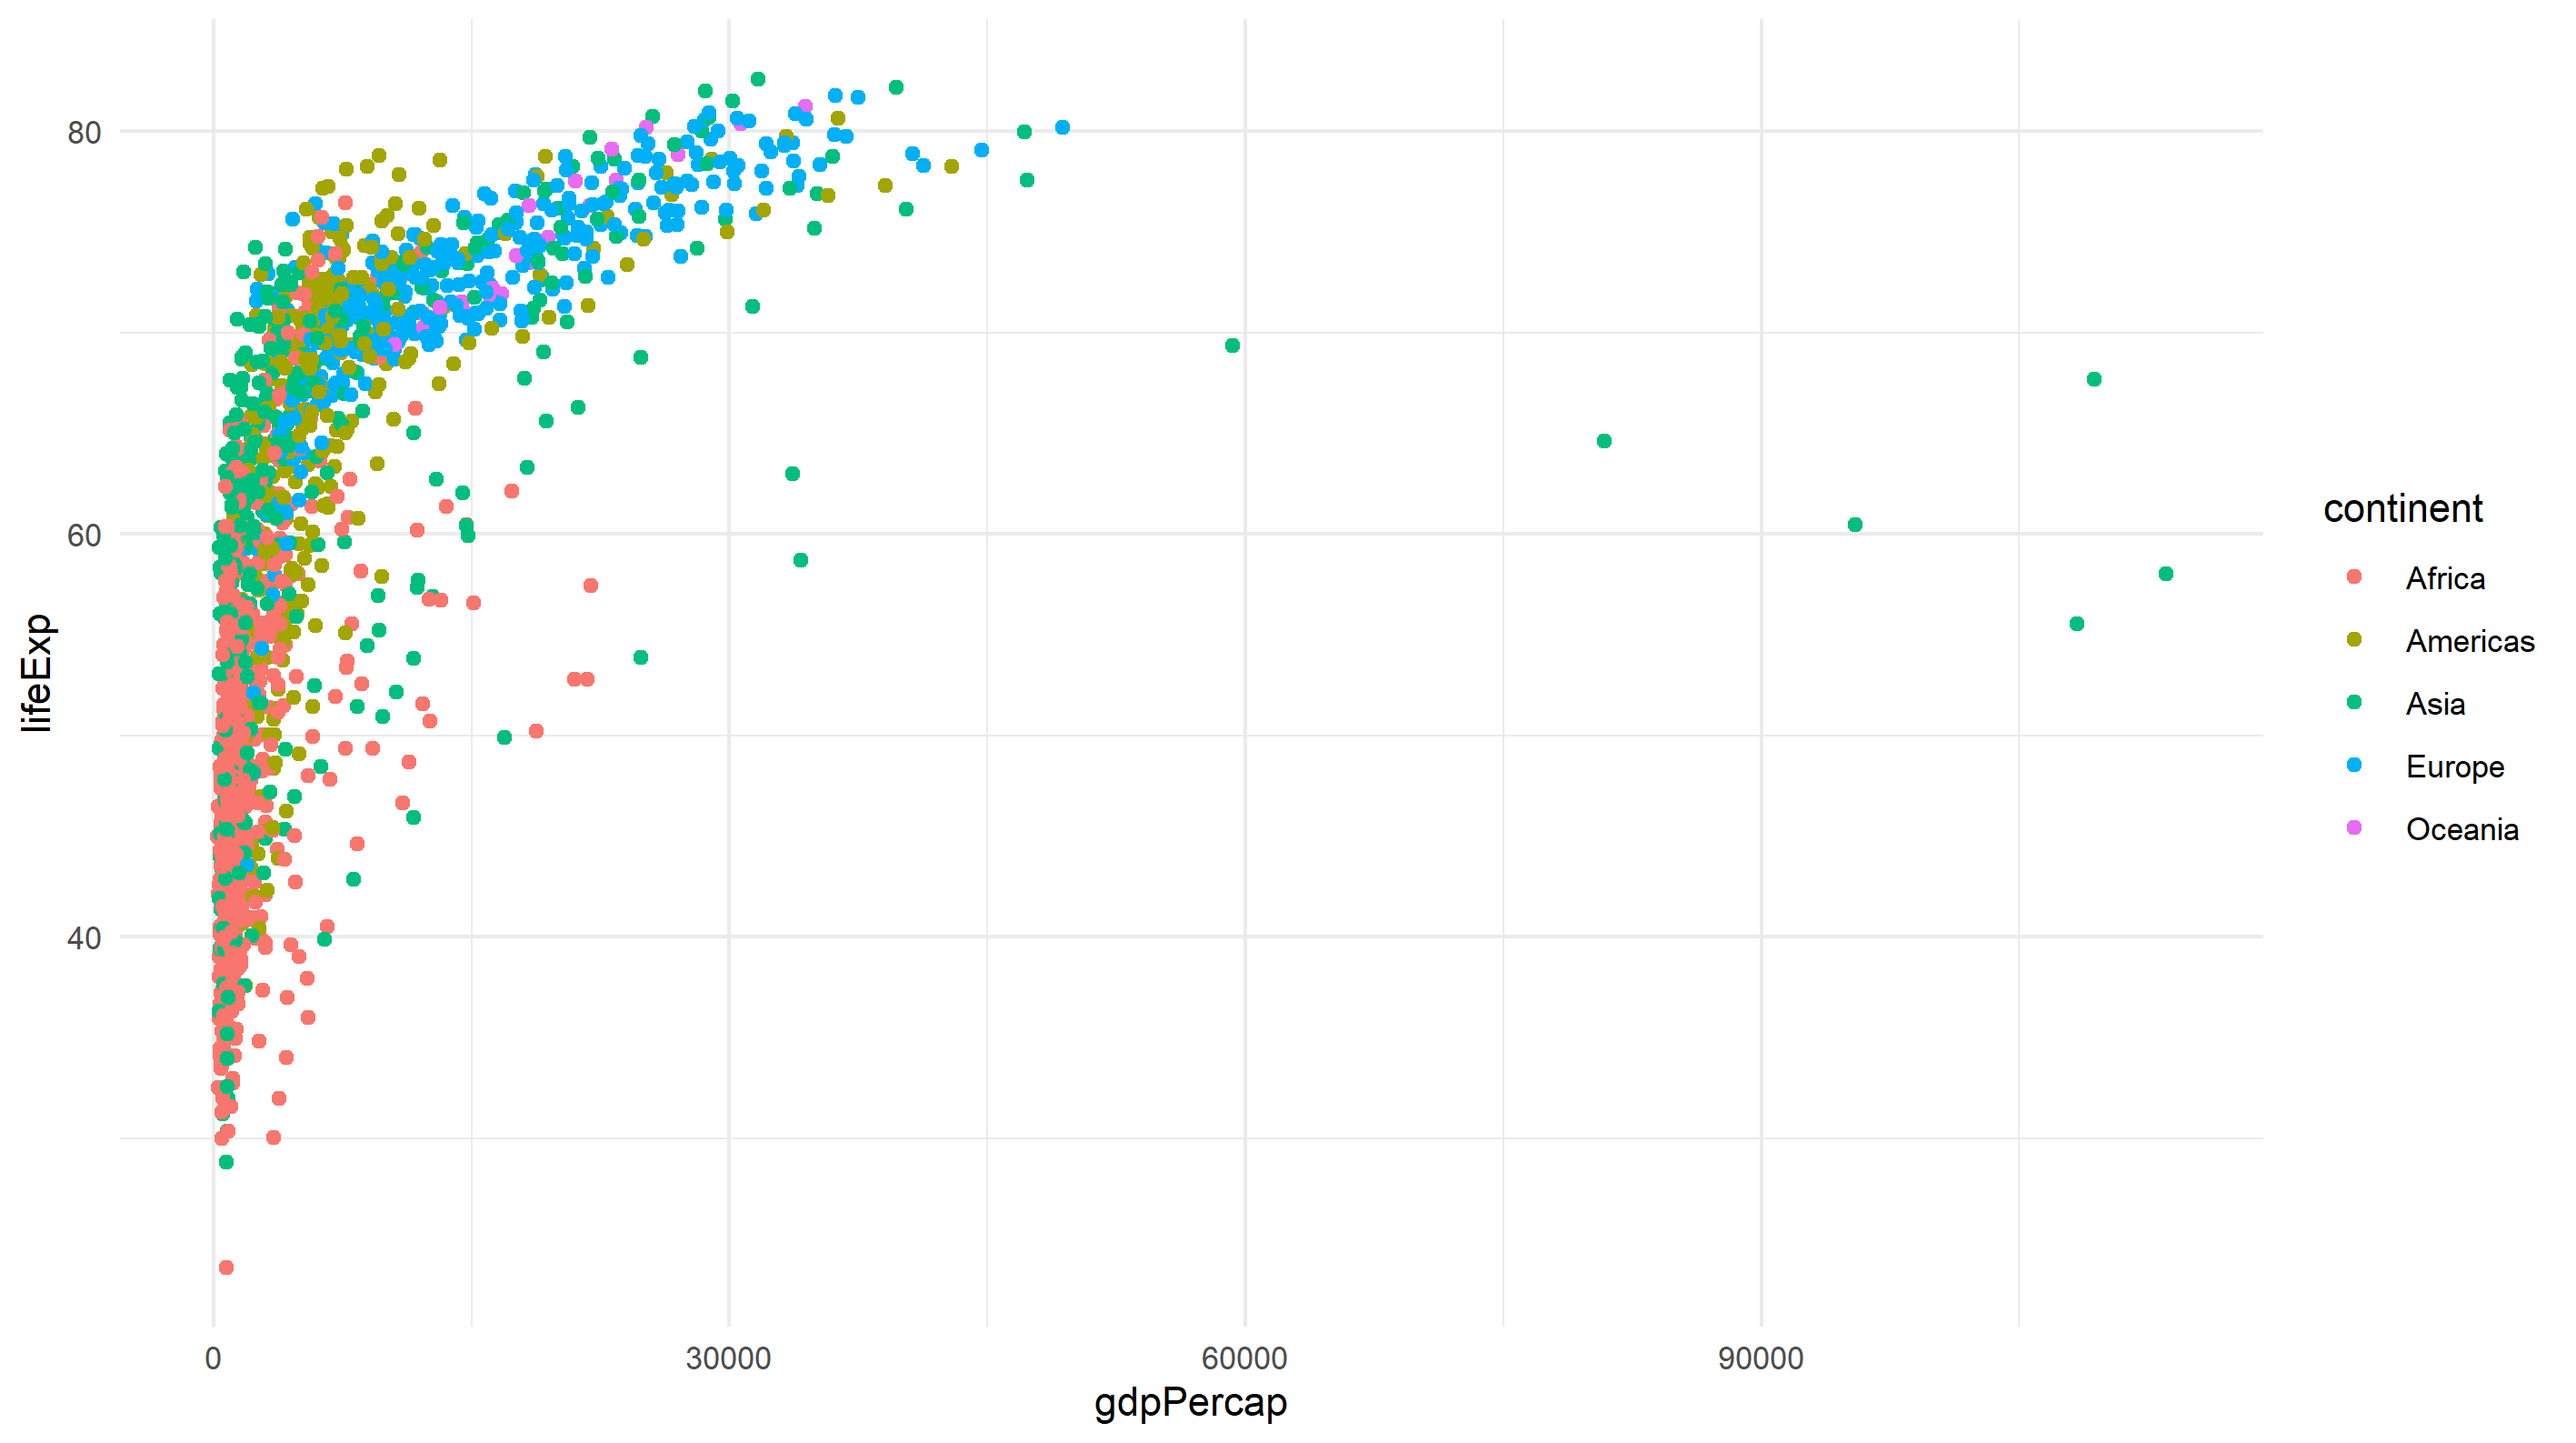 80
60
40
lifeExp
0
30000
60000
90000
gdpPercap
continent
Africa
Americas
Asia
Europe
Oceania